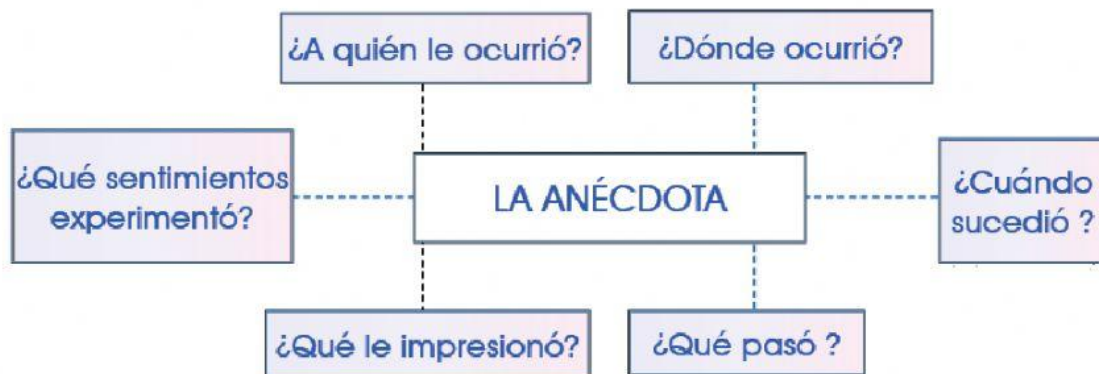 ¿A quién le ocurrió?
¿Dónde ocurrió?
¿Qué sentimientos
experimentó?
LA ANÉCDOTA
¿Cuándo
sucedió ?
¿Qué le impresionó?
¿Qué pasó ?